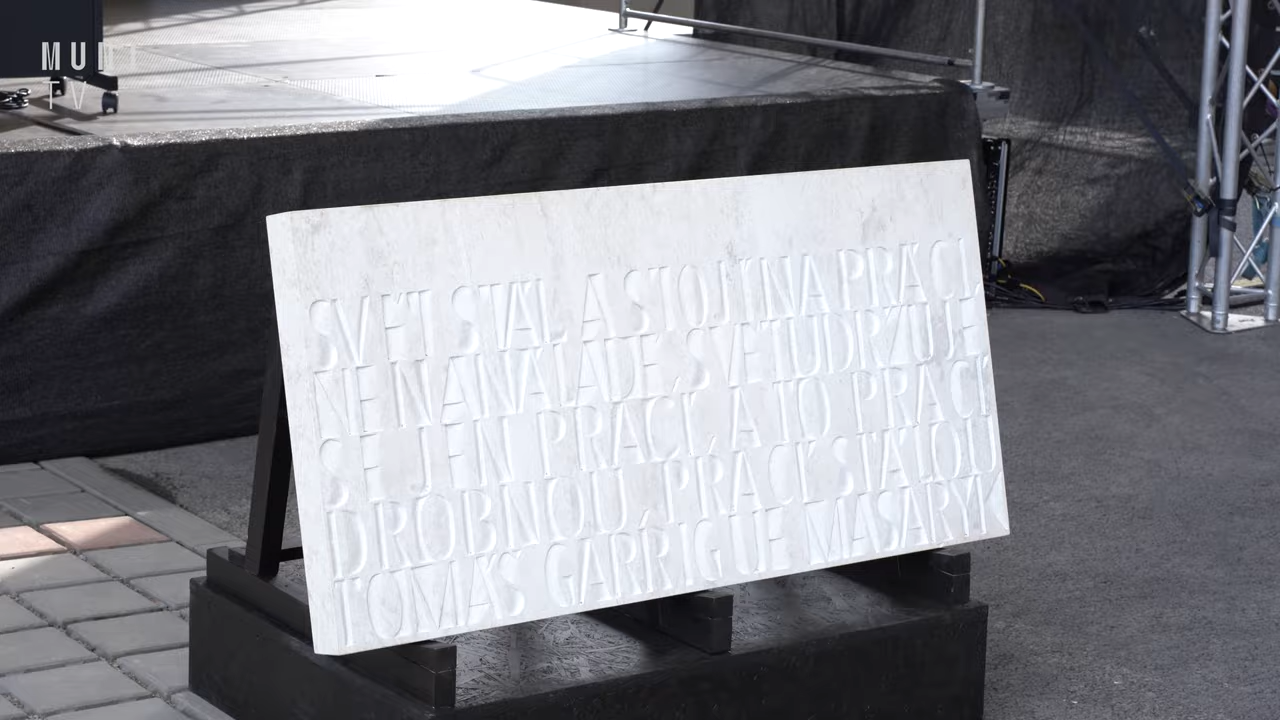 MUNI
TV
SVĚT STÁL A STOJÍ NA PRÁCI,
NE NA NÁLADĚ, SVĚT UDRŽUJE
SE JEN PRACÍ, A TO PRACÍ
DROBNOU, PRACÍ STÁLOU
TOMÁŠ GARRIGUE MASARYK